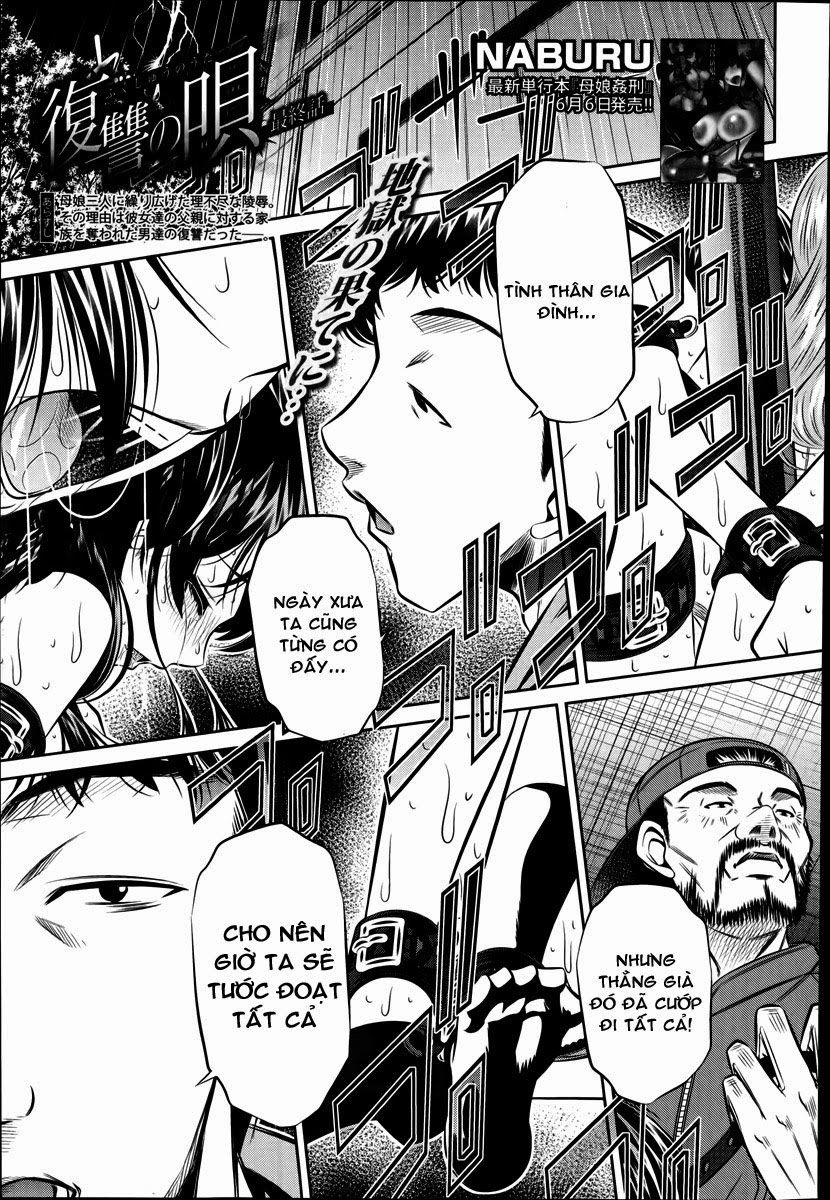 復讐の唄
最終話
NABURU
最新単行本『母娘姦刑』
6月6日発売!!
あらすじ
母娘三人に繰り広げた理不尽な陵辱。
その理由は彼女達の父親に対する家
族を奪われた男達の復讐だった――。
地獄の果てに…
TÌNH THÂN GIA
ĐÌNH...
NGÀY XƯA
TA CŨNG
TỪNG CÓ
ĐẤY...
NHƯNG
THẰNG GIÀ
ĐÓ ĐÃ CƯỚP
ĐI TẤT CẢ!
CHO NÊN
GIỜ TA SẼ
TƯỚC ĐOẠT
TẤT CẢ